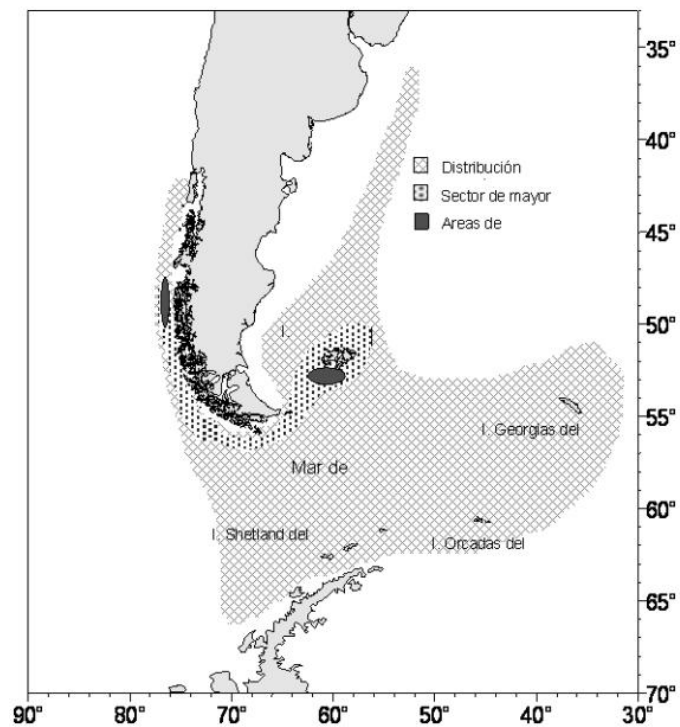 35°
40°
Distribución
Sector de mayor
Areas de
45°
50°
I.
55°
I. Georgias del
Mar de
60°
I. Shetland del
I. Orcadas del
65°
70°
90° 80° 70° 60° 50° 40° 30°